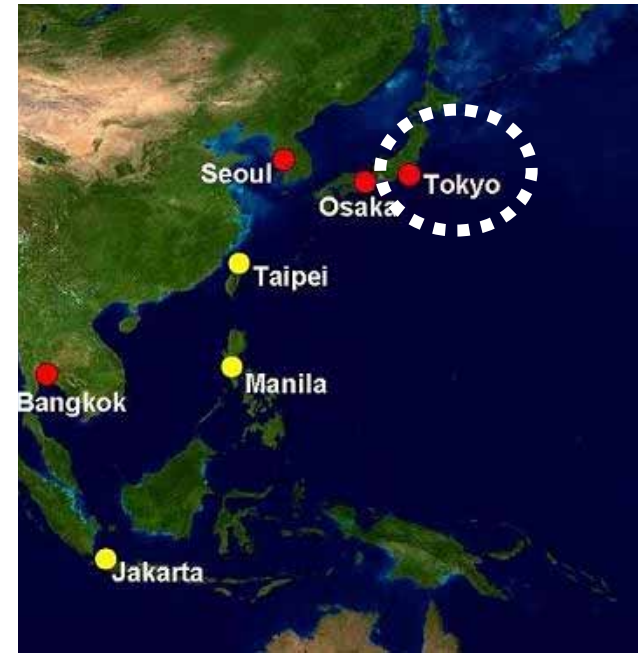 Seoul
Tokyo
Osaka
Taipei
Manila
Bangkok
Jakarta